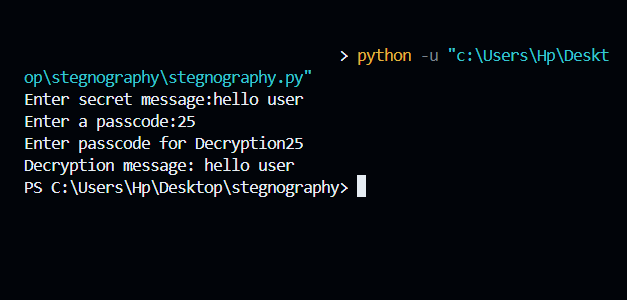 > python -u "c:\Users\Hp\Deskt
op\stegnography\stegnography.py"
Enter secret message:hello user
Enter a passcode:25
Enter passcode for Decryption25
Decryption message: hello user
PS C:\Users\Hp\Desktop\stegnography>